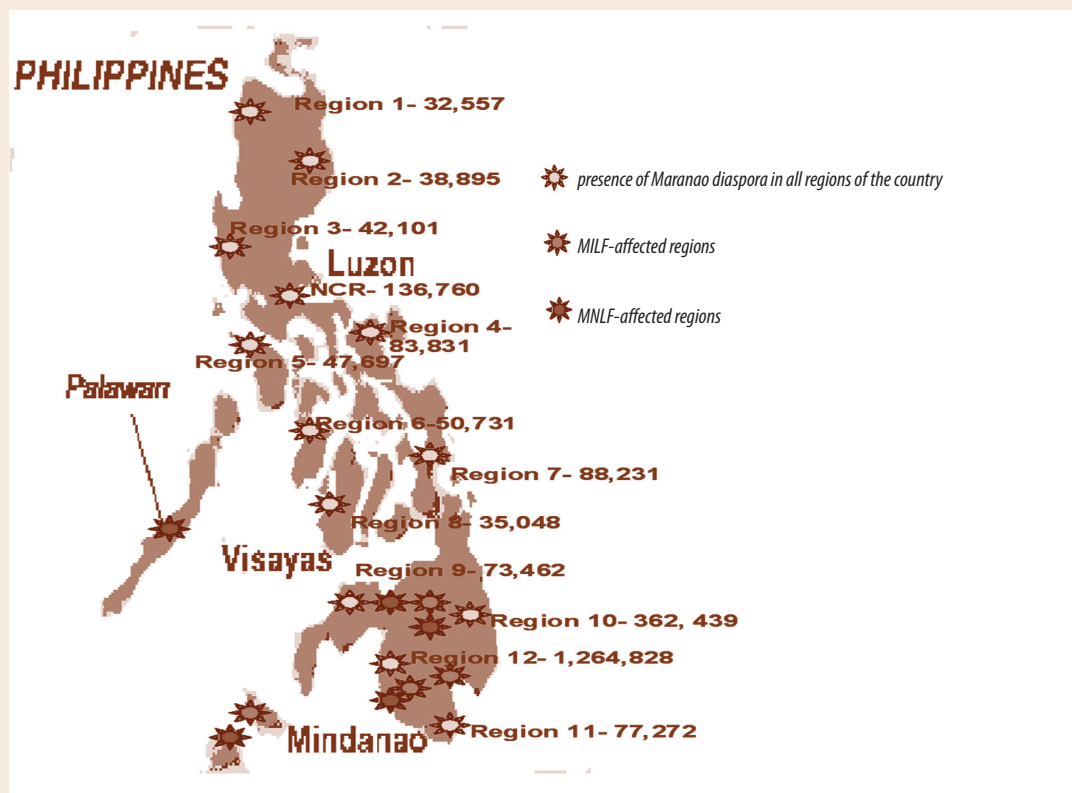 PHILIPPINES
Region 1- 32,557
Region 2- 38,895
Region 3- 42,101
Luzon
NCR- 136,760
Region 4-
83,831
Region 5- 47,697
Palawan
Region 6-50,731
Region 7- 88,231
Region 8- 35,048
Visayas
Region 9- 73,462
Region 10- 362, 439
Region 12- 1,264,828
Region 11- 77,272
Mindanao
presence of Maranao diaspora in all regions of the country
MILF-affected regions
MNLF-affected regions